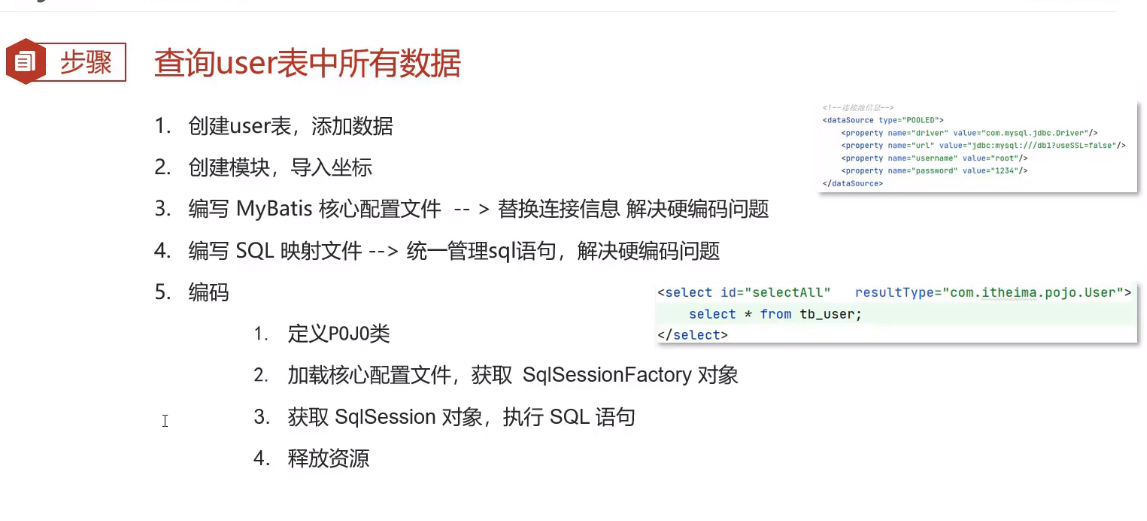 步骤
查询user表中所有数据
1. 创建user表，添加数据
2. 创建模块，导入坐标
3. 编写 MyBatis 核心配置文件 -- > 替换连接信息 解决硬编码问题
4. 编写 SQL 映射文件 --> 统一管理sql语句，解决硬编码问题
5. 编码
1. 定义POJO类
2. 加载核心配置文件，获取 SqlSessionFactory 对象
3. 获取 SqlSession 对象，执行 SQL 语句
4. 释放资源
<!--连接池信息-->
<dataSource type="POOLED">
<property name="driver" value="com.mysql.jdbc.Driver"/>
<property name="url" value="jdbc:mysql:///db1?useSSL=false"/>
<property name="username" value="root"/>
<property name="password" value="1234"/>
</dataSource>
<select id="selectAll" resultType="com.itheima.pojo.User">
select * from tb_user;
</select>